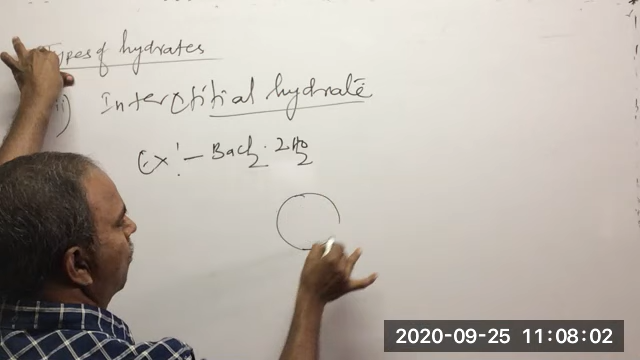 Types of hydrates
ii) Interstitial hydrate
Ex:- BaCl2. 2H2O
2020-09-25 11:08:02